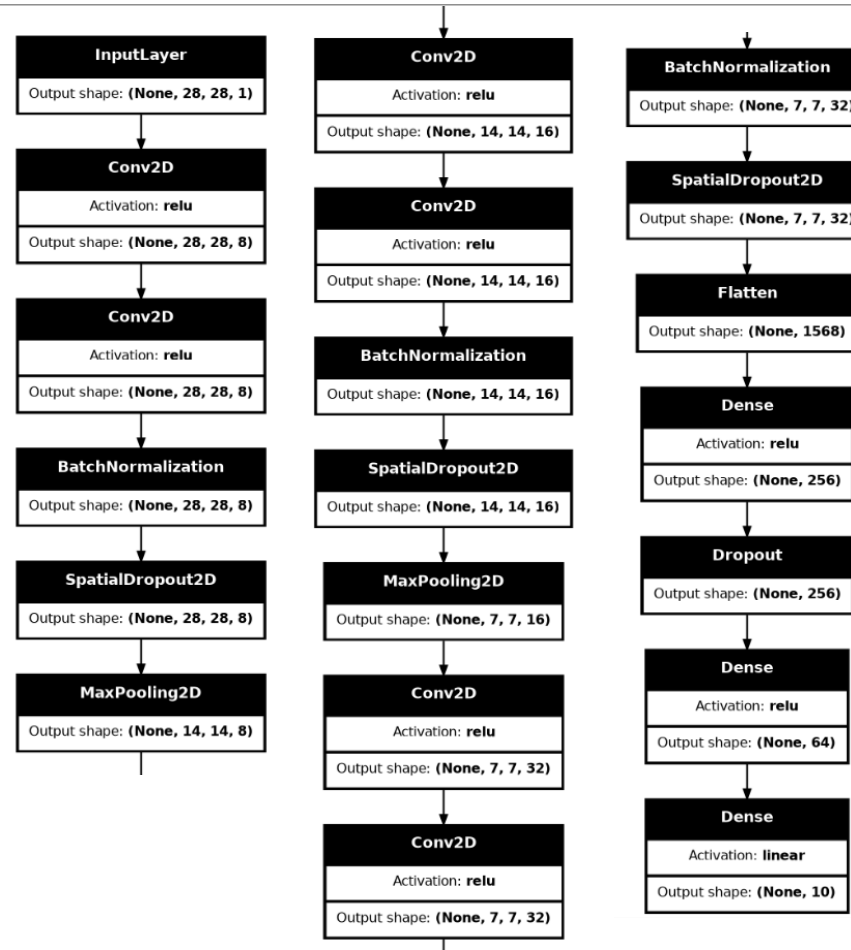 InputLayer
Output shape: (None, 28, 28, 1)
Conv2D
Activation: relu
Output shape: (None, 28, 28, 8)
Conv2D
Activation: relu
Output shape: (None, 28, 28, 8)
BatchNormalization
Output shape: (None, 28, 28, 8)
SpatialDropout2D
Output shape: (None, 28, 28, 8)
MaxPooling2D
Output shape: (None, 14, 14, 8)
Conv2D
Activation: relu
Output shape: (None, 14, 14, 16)
Conv2D
Activation: relu
Output shape: (None, 14, 14, 16)
BatchNormalization
Output shape: (None, 14, 14, 16)
SpatialDropout2D
Output shape: (None, 14, 14, 16)
MaxPooling2D
Output shape: (None, 7, 7, 16)
Conv2D
Activation: relu
Output shape: (None, 7, 7, 32)
Conv2D
Activation: relu
Output shape: (None, 7, 7, 32)
BatchNormalization
Output shape: (None, 7, 7, 32)
SpatialDropout2D
Output shape: (None, 7, 7, 32)
Flatten
Output shape: (None, 1568)
Dense
Activation: relu
Output shape: (None, 256)
Dropout
Output shape: (None, 256)
Dense
Activation: relu
Output shape: (None, 64)
Dense
Activation: linear
Output shape: (None, 10)